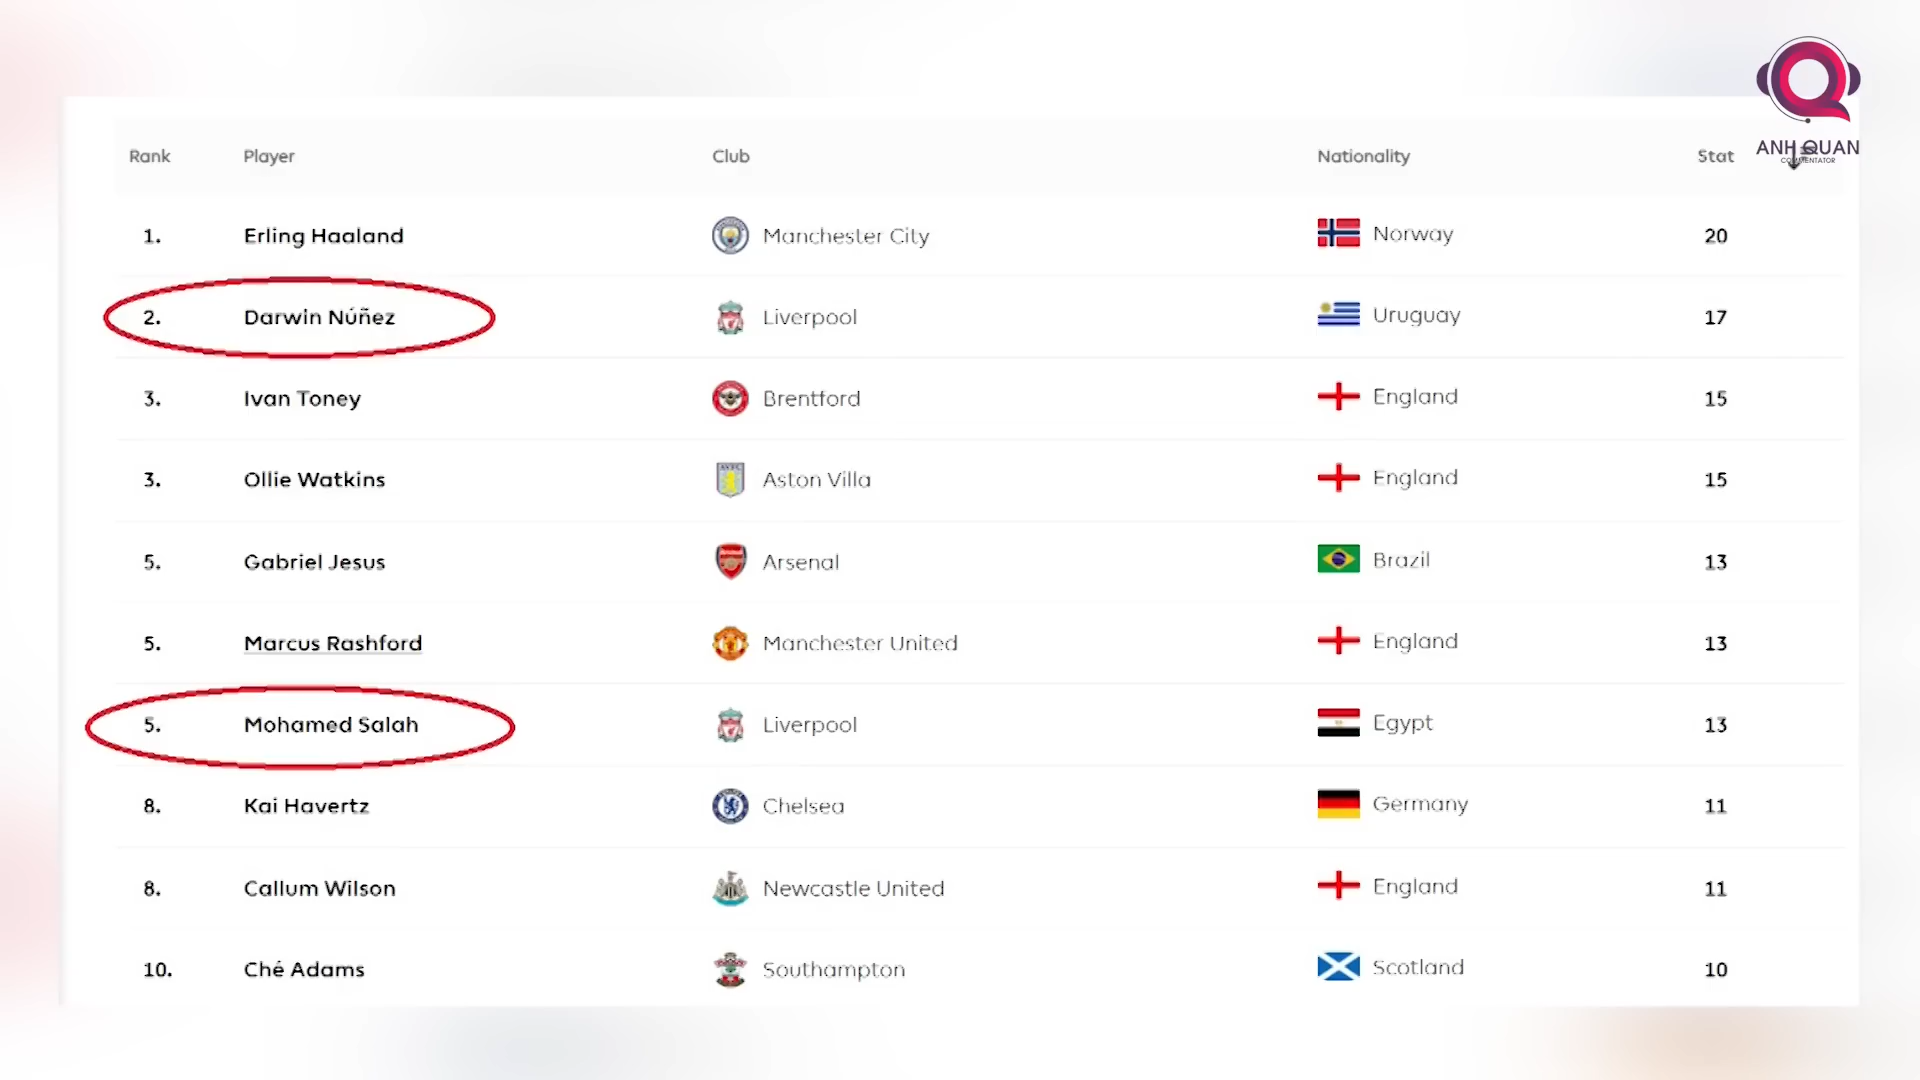 ANH QUAN
COMMENTATOR
Rank Player Club Nationality Stat
1. Erling Haaland Manchester City Norway 20
2. Darwin Núñez Liverpool Uruguay 17
3. Ivan Toney Brentford England 15
3. Ollie Watkins Aston Villa England 15
5. Gabriel Jesus Arsenal Brazil 13
5. Marcus Rashford Manchester United England 13
5. Mohamed Salah Liverpool Egypt 13
8. Kai Havertz Chelsea Germany 11
8. Callum Wilson Newcastle United England 11
10. Ché Adams Southampton Scotland 10